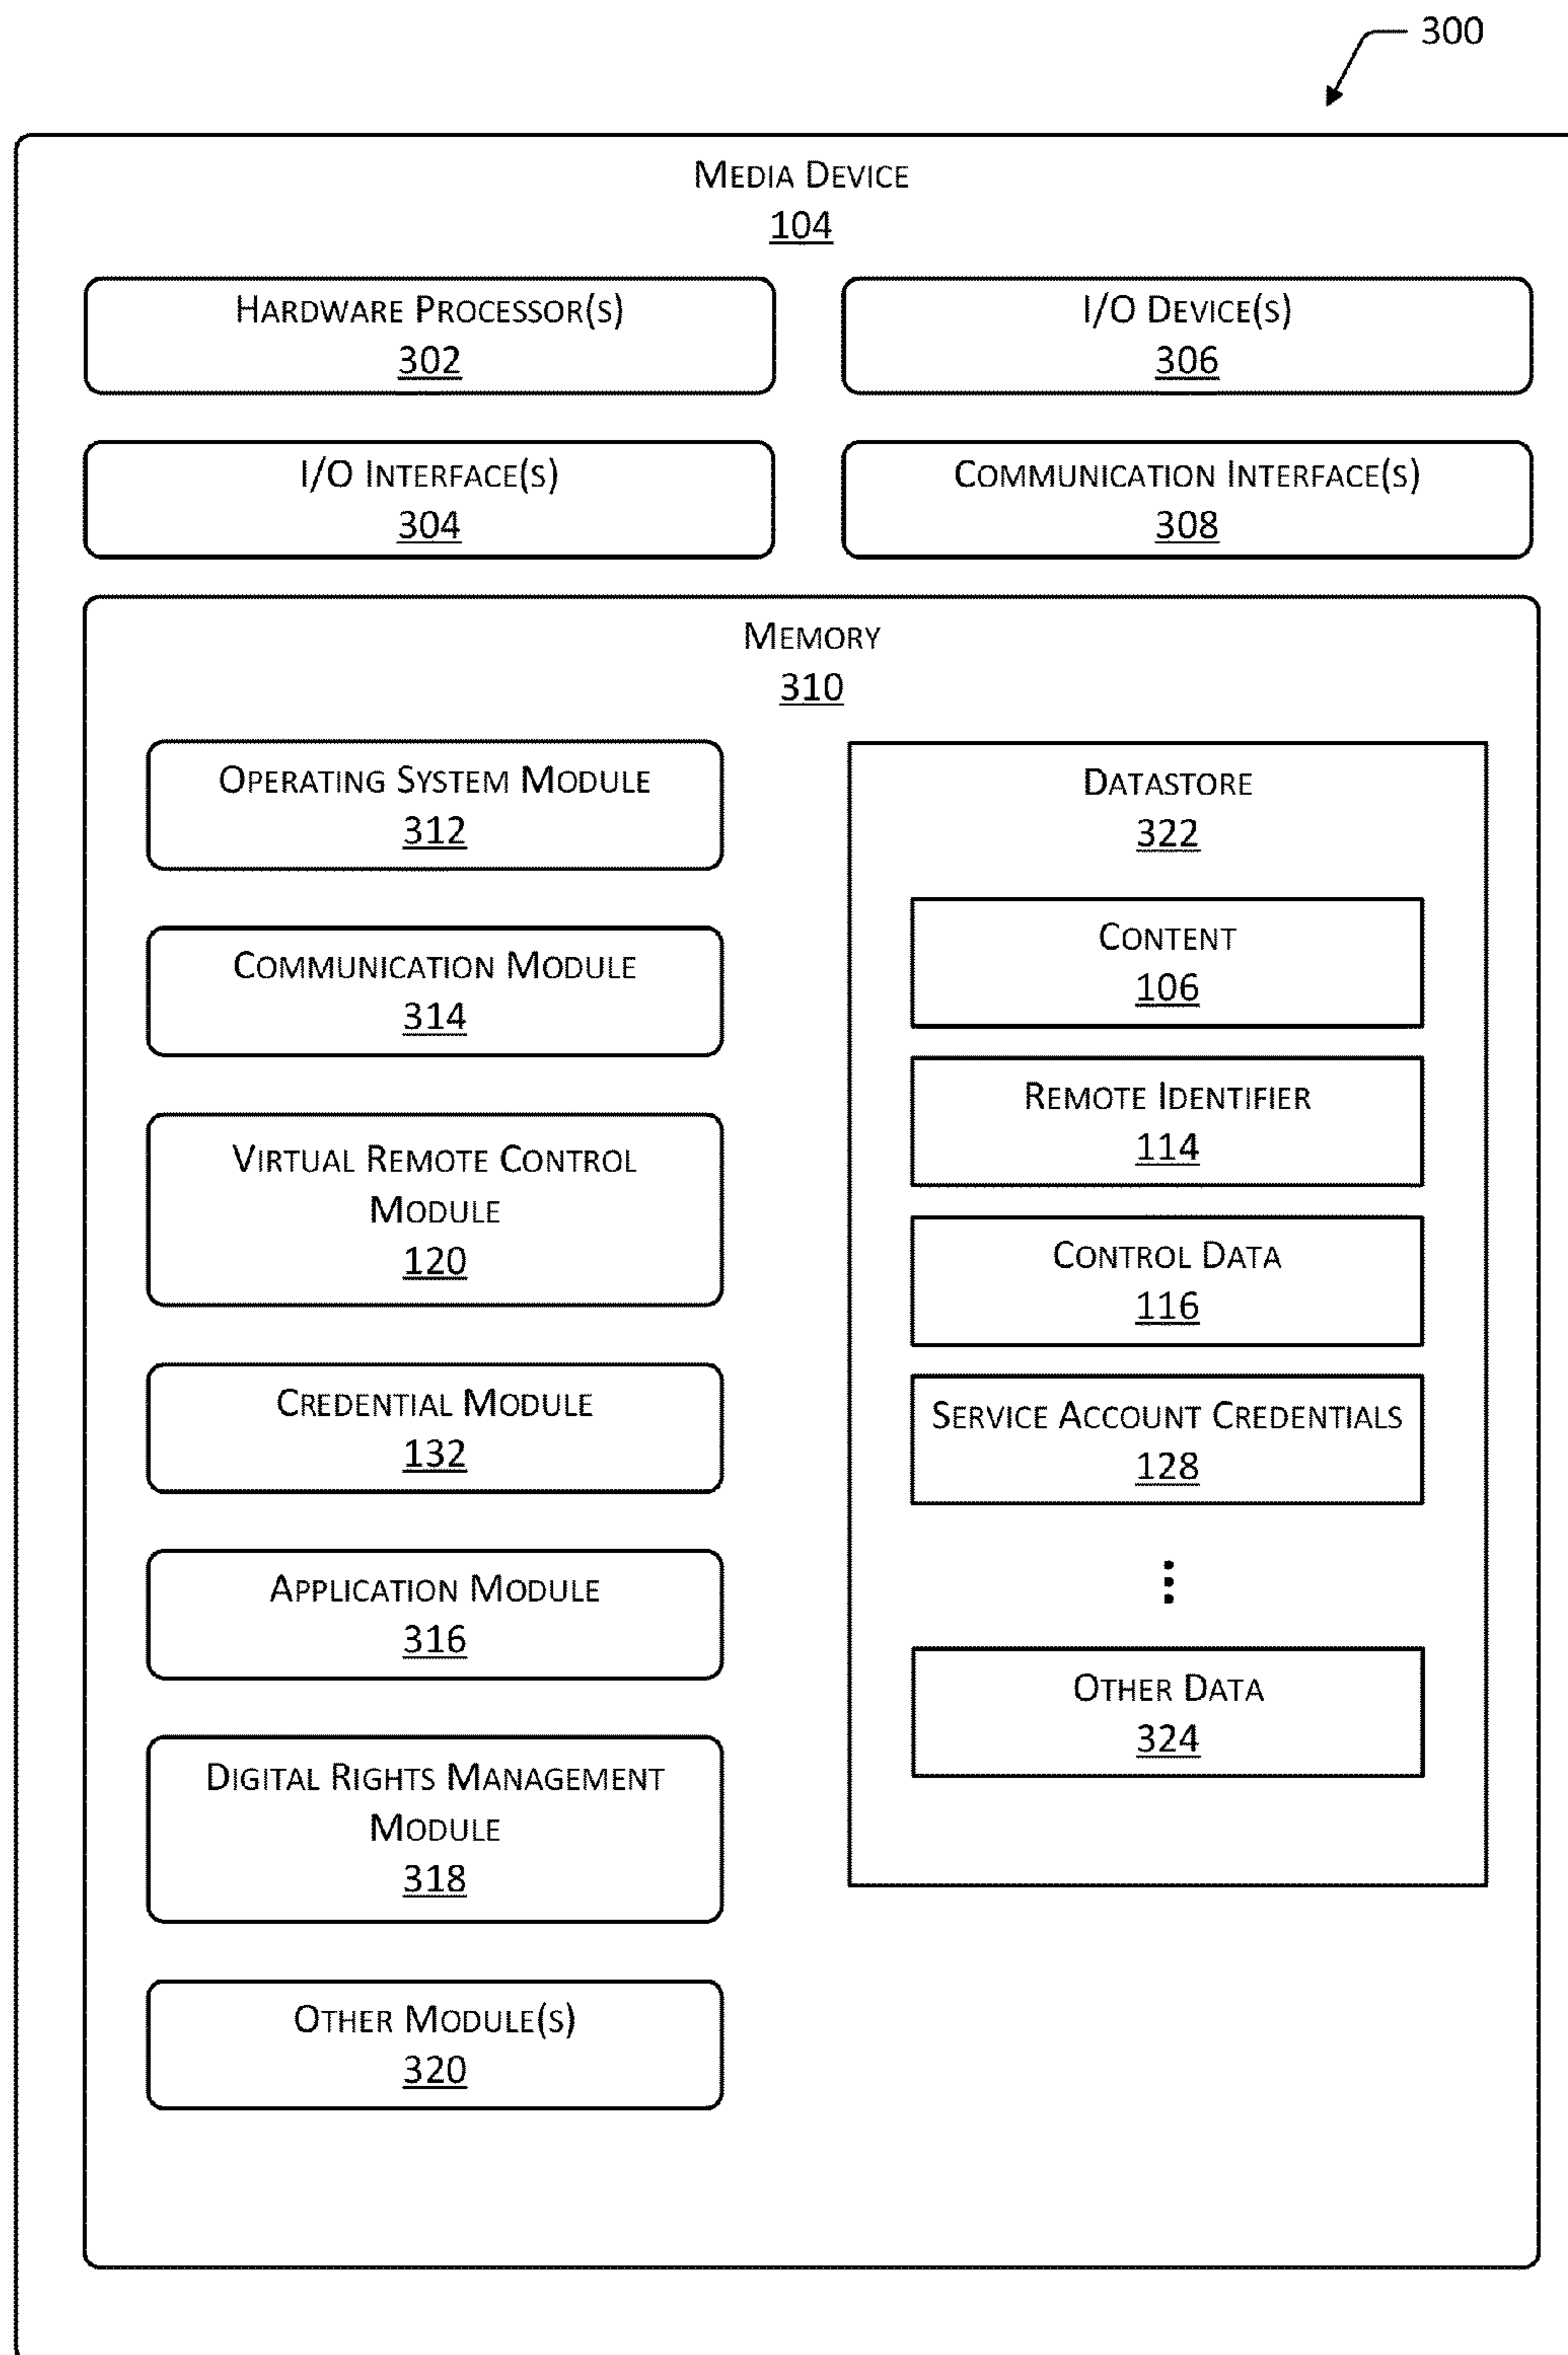 300
MEDIA DEVICE
104
HARDWARE PROCESSOR(S)
302
I/O DEVICE(S)
306
I/O INTERFACE(S)
304
COMMUNICATION INTERFACE(S)
308
MEMORY
310
OPERATING SYSTEM MODULE
312
COMMUNICATION MODULE
314
VIRTUAL REMOTE CONTROL
MODULE
120
CREDENTIAL MODULE
132
APPLICATION MODULE
316
DIGITAL RIGHTS MANAGEMENT
MODULE
318
OTHER MODULE(S)
320
DATASTORE
322
CONTENT
106
REMOTE IDENTIFIER
114
CONTROL DATA
116
SERVICE ACCOUNT CREDENTIALS
128
⋮
OTHER DATA
324